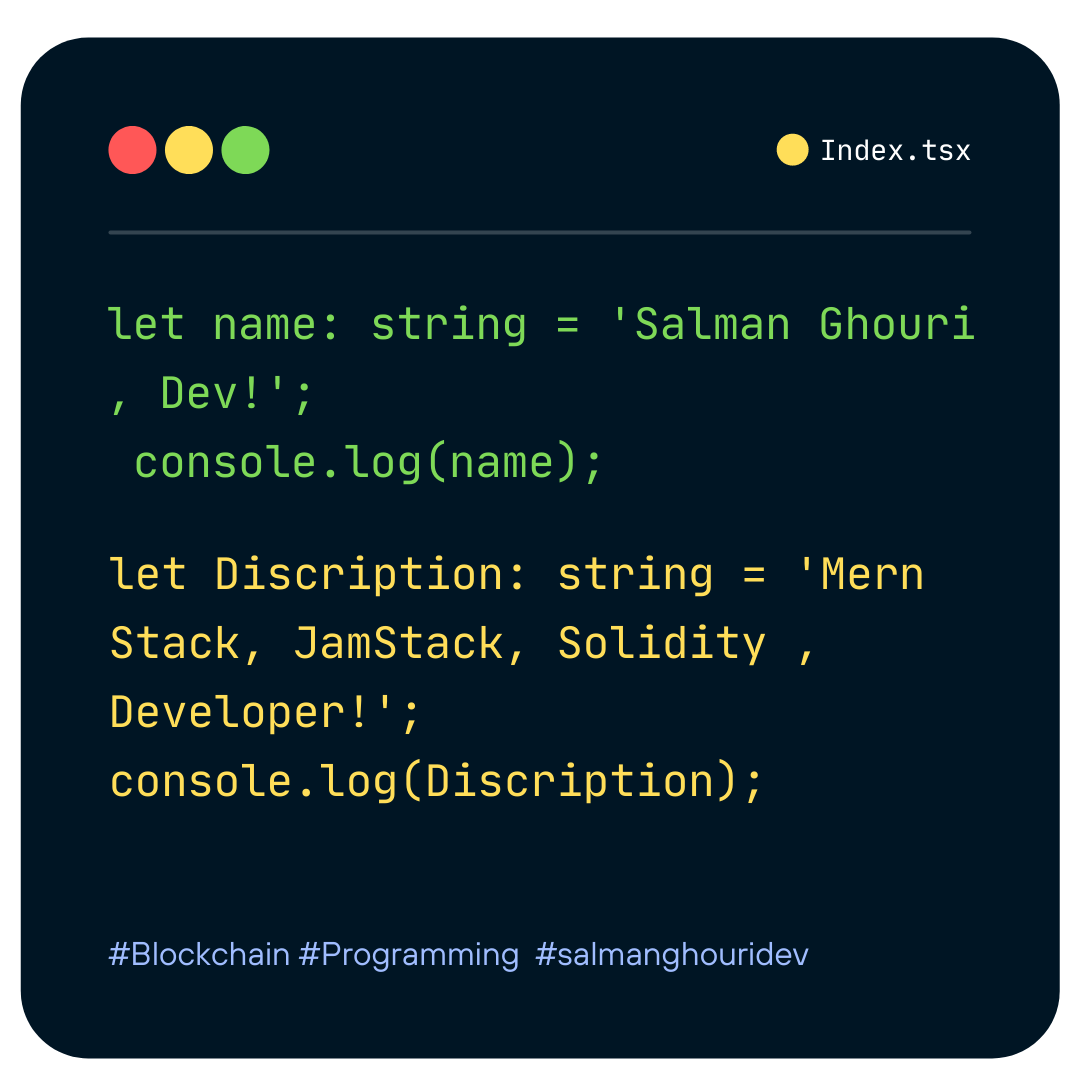 Index.tsx
let name: string = 'Salman Ghouri
, Dev!';
console.log(name);
let Discription: string = 'Mern
Stack, JamStack, Solidity ,
Developer!';
console.log(Discription);
#Blockchain #Programming #salmanghouridev